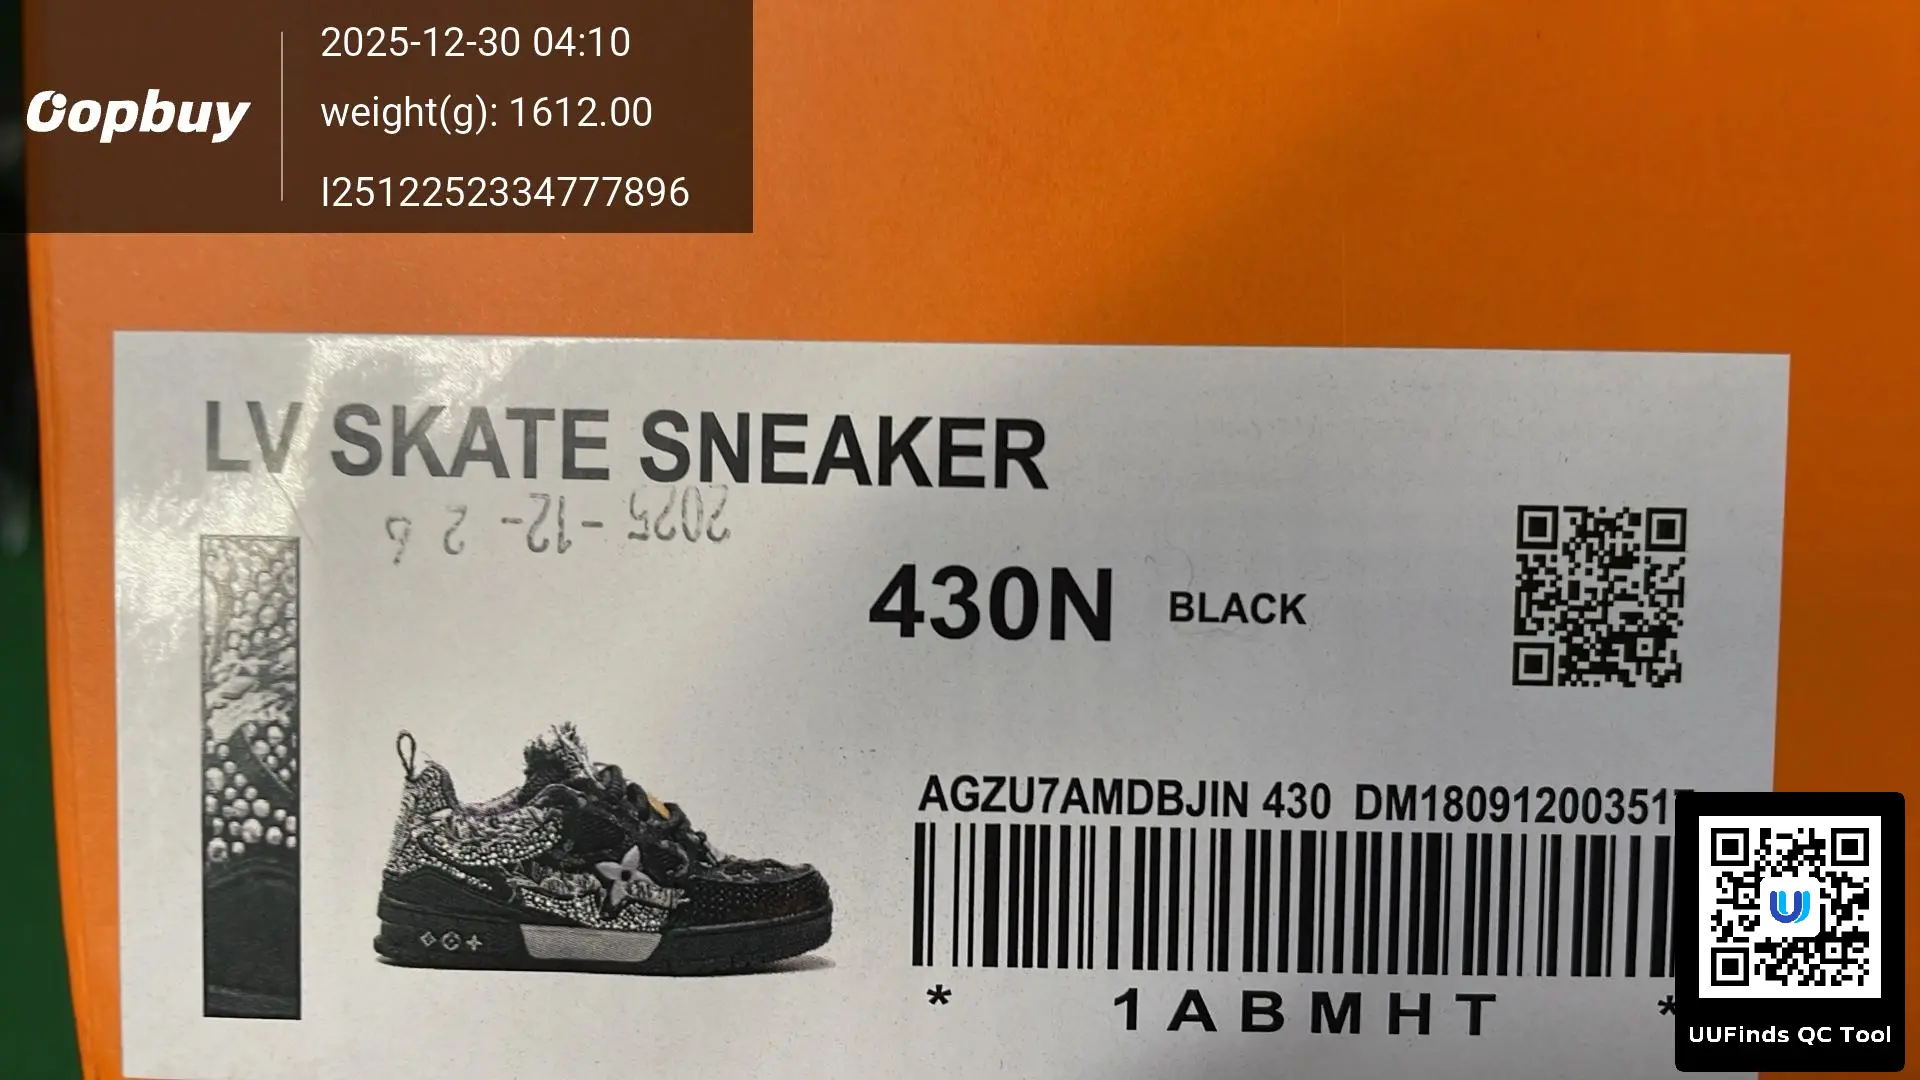 Oopbuy
2025-12-30 04:10
weight(g): 1612.00
I2512252334777896
LV SKATE SNEAKER
2025-12-26
430N BLACK
AGZU7AMDBJIN 430 DM18091200351
* 1ABMHT *
UUFinds QC Tool